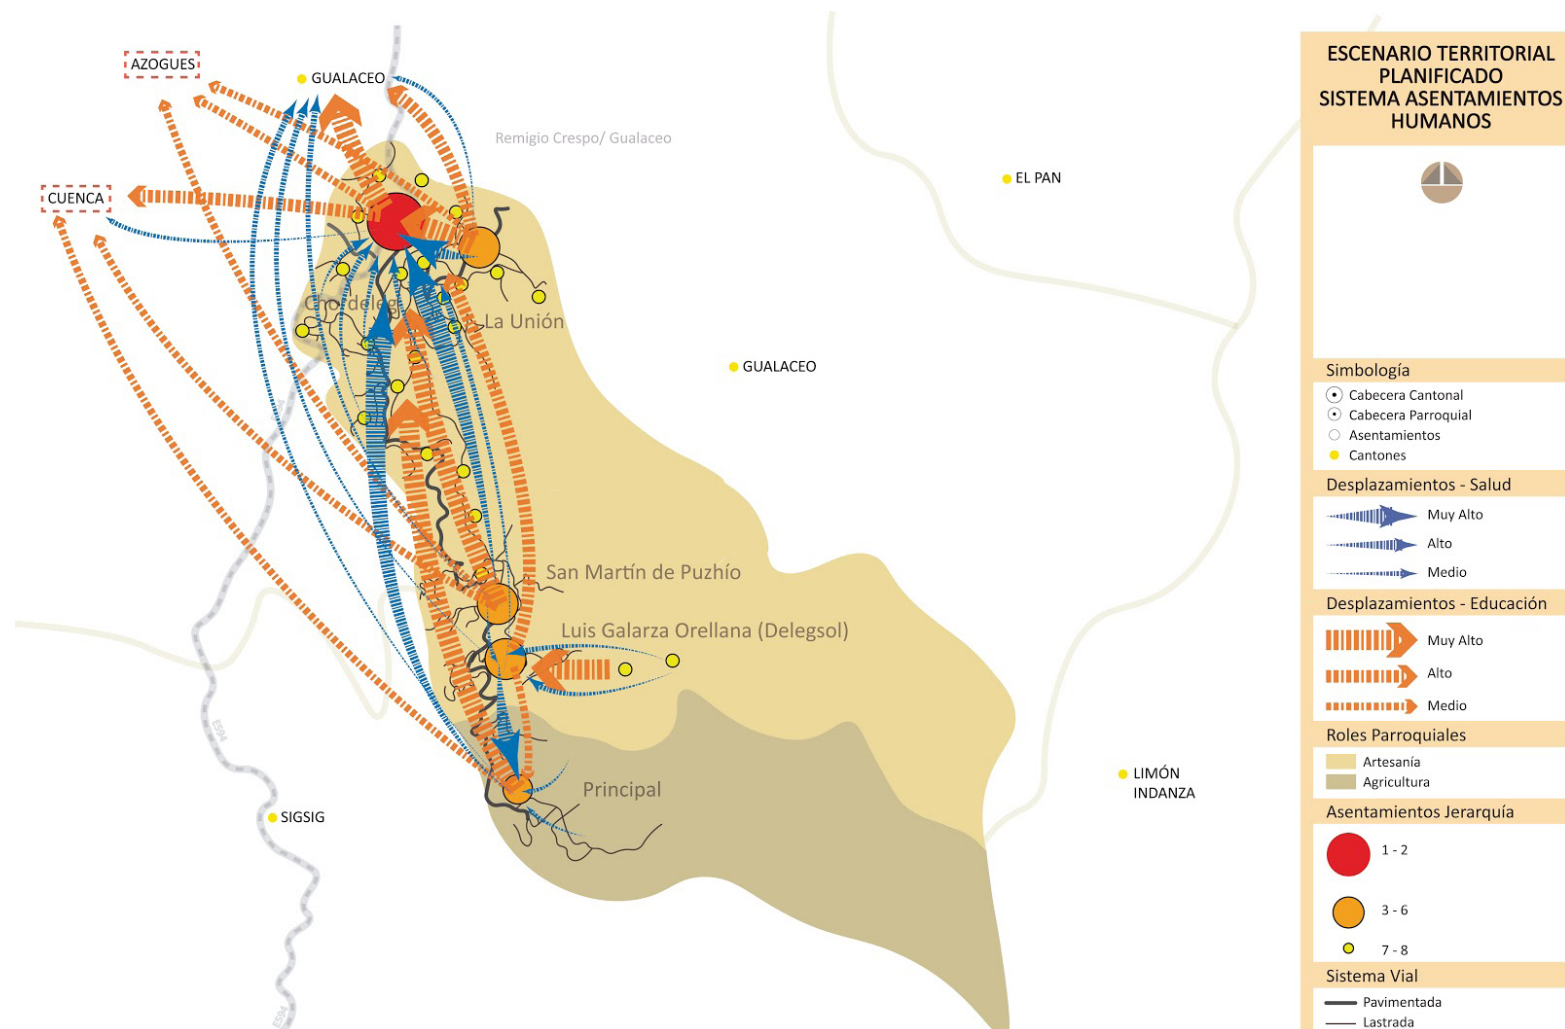 AZOGUES
GUALACEO
Remigio Crespo/ Gualaceo
CUENCA
EL PAN
Chordeleg
La Unión
GUALACEO
E594
San Martín de Puzhío
Luis Galarza Orellana (Delegsol)
E594
Principal
LIMÓN
INDANZA
SIGSIG
E594
ESCENARIO TERRITORIAL
PLANIFICADO
SISTEMA ASENTAMIENTOS
HUMANOS
Simbología
Cabecera Cantonal
Cabecera Parroquial
Asentamientos
Cantones
Desplazamientos - Salud
Muy Alto
Alto
Medio
Desplazamientos - Educación
Muy Alto
Alto
Medio
Roles Parroquiales
Artesanía
Agricultura
Asentamientos Jerarquía
1 - 2
3 - 6
7 - 8
Sistema Vial
Pavimentada
Lastrada